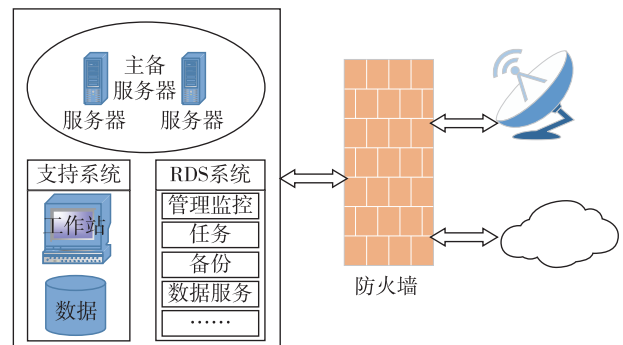 主备
服务器
服务器
服务器
支持系统
工作站
数据
RDS系统
管理监控
任务
备份
数据服务
……
防火墙